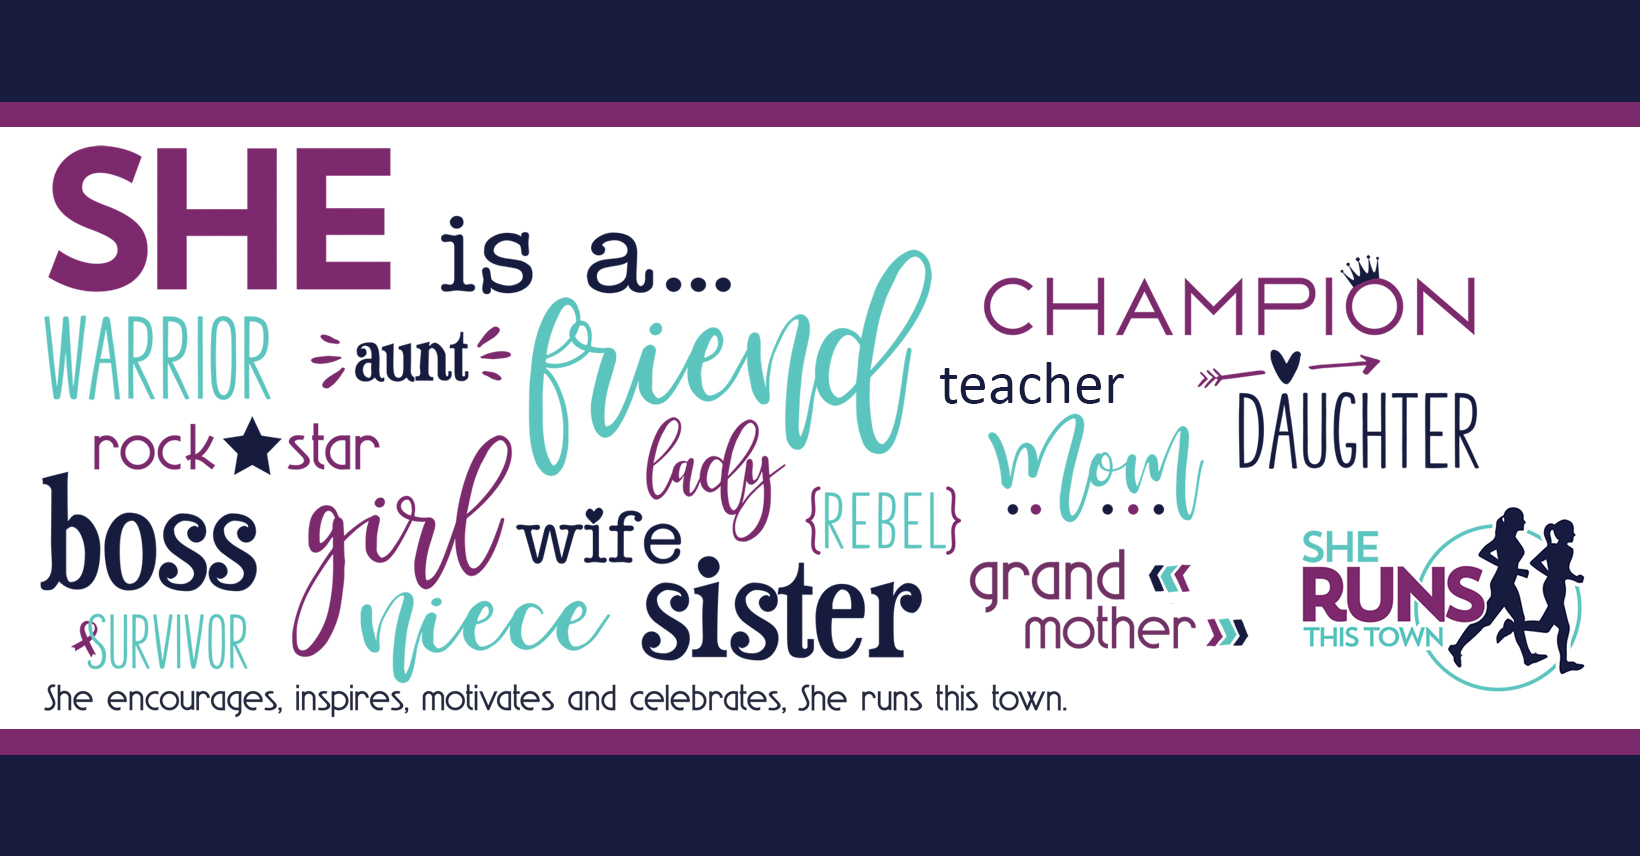 SHE is a...
WARRIOR
aunt
friend
CHAMPION
teacher
DAUGHTER
rock star
lady
mom
boss
girl
wife
{REBEL}
SURVIVOR
niece
sister
grand
mother
SHE
RUNS
THIS TOWN
She encourages, inspires, motivates and celebrates, She runs this town.